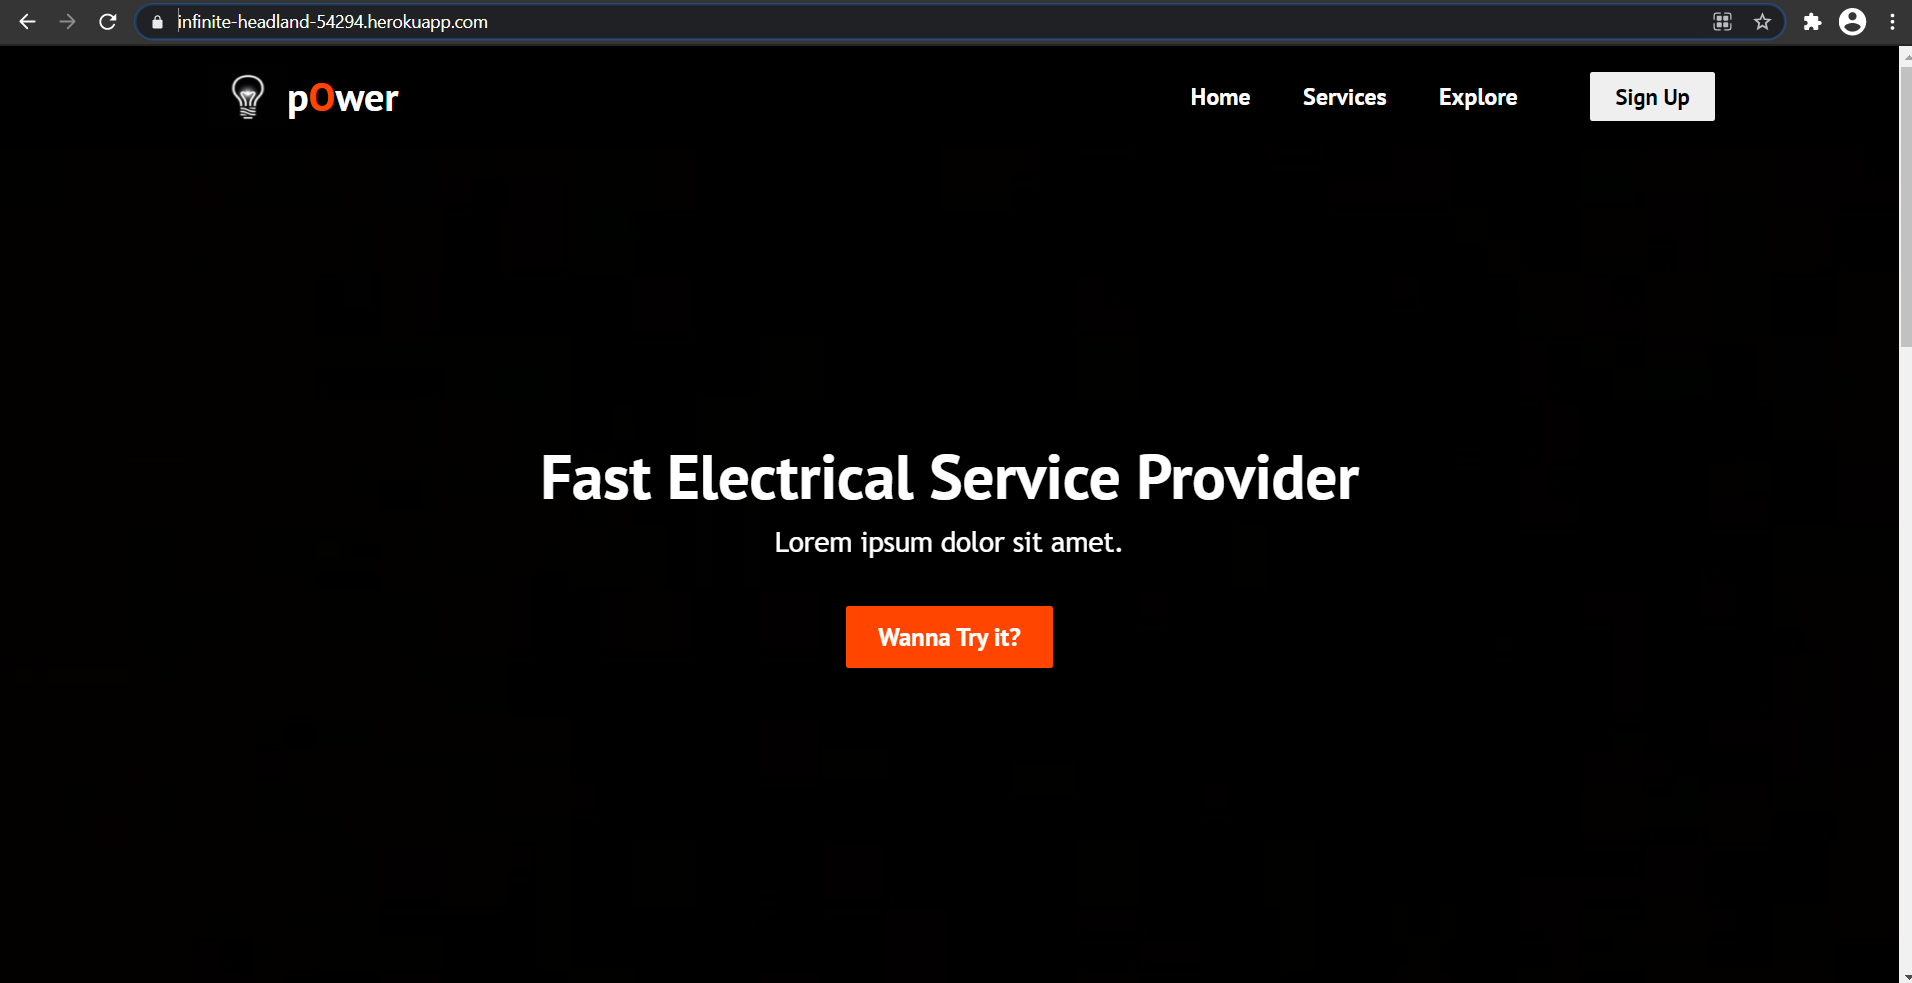 infinite-headland-54294.herokuapp.com
pOwer
Home Services Explore Sign Up
Fast Electrical Service Provider
Lorem ipsum dolor sit amet.
Wanna Try it?